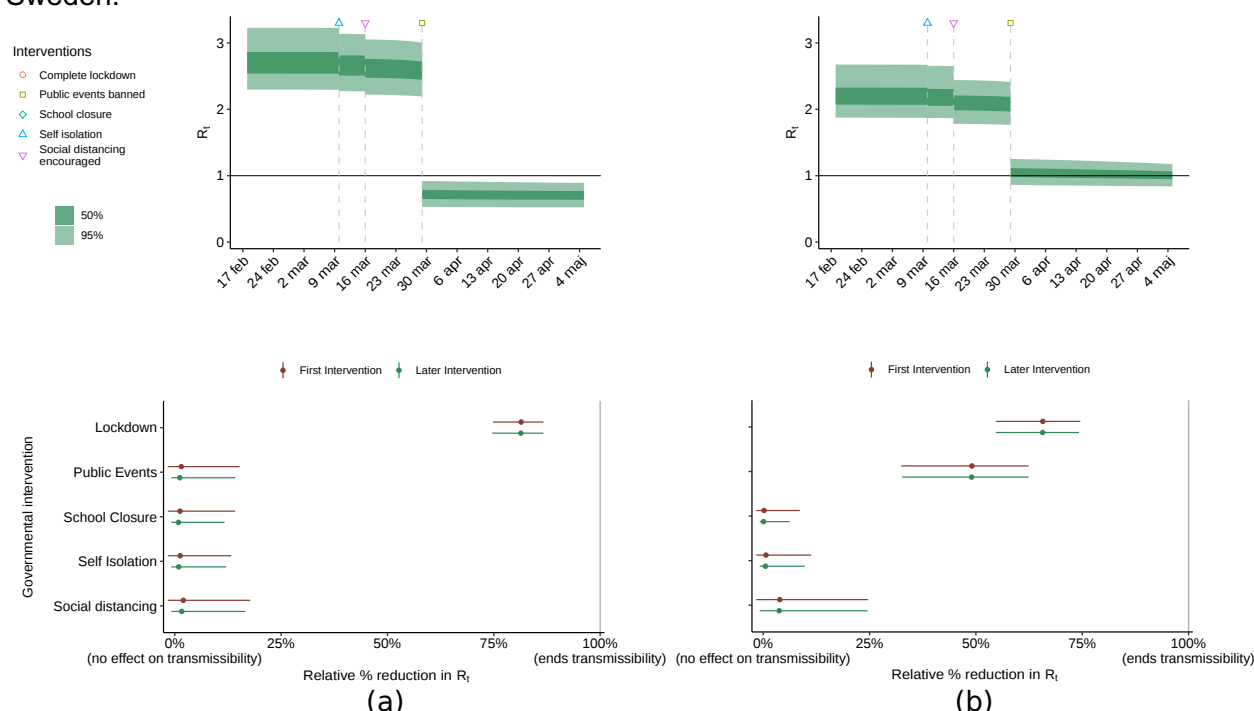 Sweden.
Interventions
Complete lockdown
Public events banned
School closure
Self isolation
Social distancing
encouraged
50%
95%
Rt
3
2
1
0
17 feb
24 feb
2 mar
9 mar
16 mar
23 mar
30 mar
6 apr
13 apr
20 apr
27 apr
4 maj
Rt
3
2
1
0
17 feb
24 feb
2 mar
9 mar
16 mar
23 mar
30 mar
6 apr
13 apr
20 apr
27 apr
4 maj
First Intervention
Later Intervention
Governmental intervention
Lockdown
Public Events
School Closure
Self Isolation
Social distancing
0%
25%
50%
75%
100%
(no effect on transmissibility)
(ends transmissibility)
Relative % reduction in Rt
(a)
First Intervention
Later Intervention
0%
25%
50%
75%
100%
(no effect on transmissibility)
(ends transmissibility)
Relative % reduction in Rt
(b)